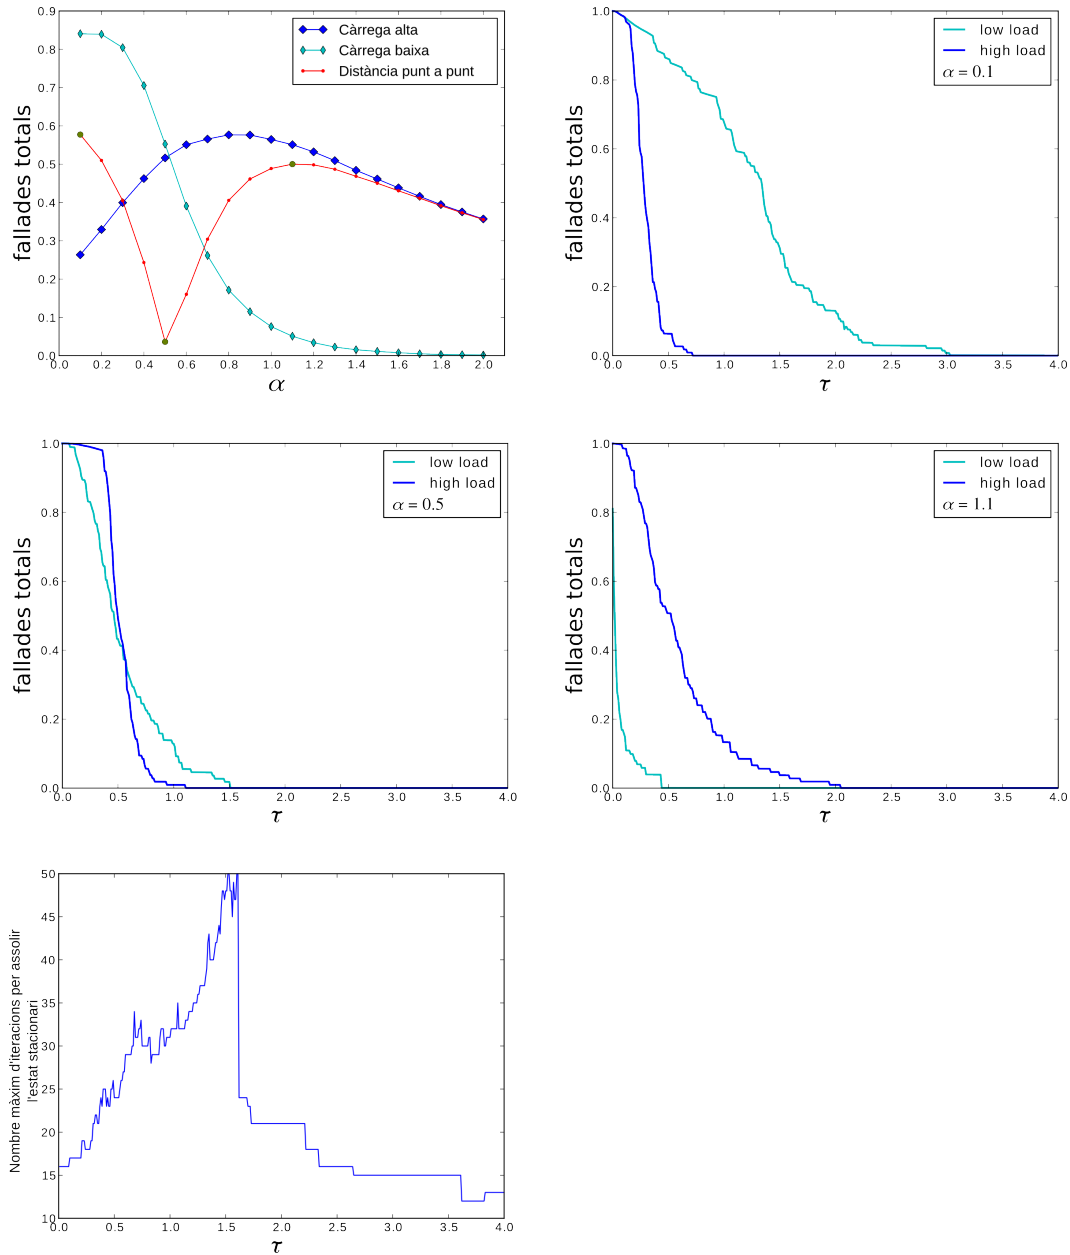 0.9
0.8
0.7
0.6
0.5
0.4
0.3
0.2
0.1
0.0
fallades totals
Càrrega alta
Càrrega baixa
Distància punt a punt
0.0 0.2 0.4 0.6 0.8 1.0 1.2 1.4 1.6 1.8 2.0
α
1.0
0.8
0.6
0.4
0.2
0.0
fallades totals
low load
high load
α = 0.1
0.0 0.5 1.0 1.5 2.0 2.5 3.0 3.5 4.0
τ
1.0
0.8
0.6
0.4
0.2
0.0
fallades totals
low load
high load
α = 0.5
0.0 0.5 1.0 1.5 2.0 2.5 3.0 3.5 4.0
τ
1.0
0.8
0.6
0.4
0.2
0.0
fallades totals
low load
high load
α = 1.1
0.0 0.5 1.0 1.5 2.0 2.5 3.0 3.5 4.0
τ
50
45
40
35
30
25
20
15
10
Nombre màxim d'iteracions per assolir
l'estat stacionari
0.0 0.5 1.0 1.5 2.0 2.5 3.0 3.5 4.0
τ